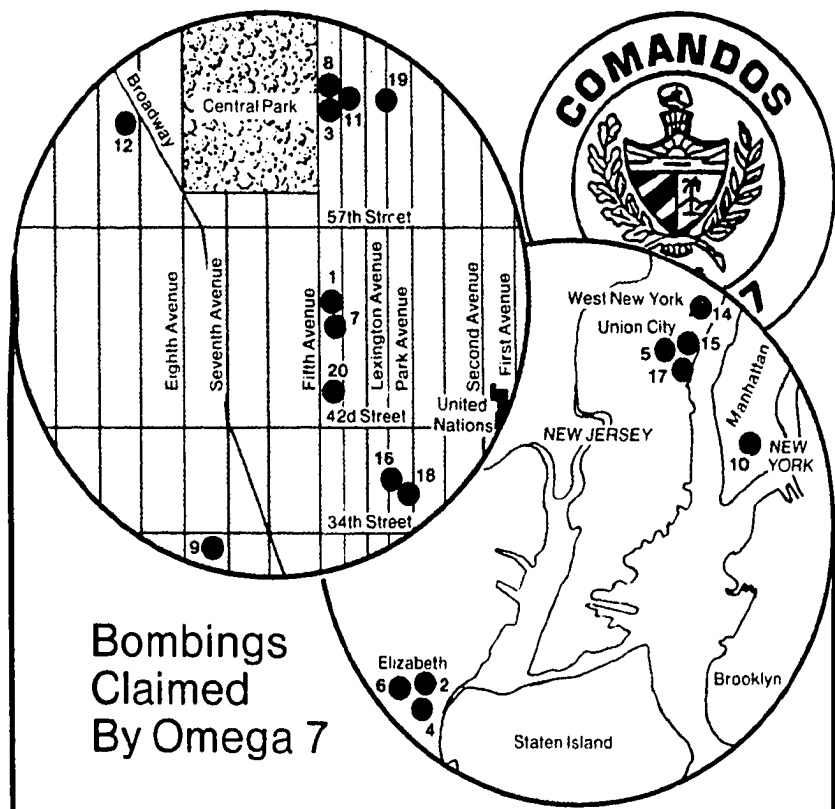 COMANDOS
7
Broadway
Central Park
8
19
11
3
12
57th Street
Eighth Avenue
Seventh Avenue
Fifth Avenue
Lexington Avenue
Park Avenue
Second Avenue
First Avenue
1
7
20
42d Street
United
Nations
16
18
34th Street
9
West New York
14
Union City
15
5
17
Manhattan
NEW JERSEY
10
NEW
YORK
Bombings
Claimed
By Omega 7
Elizabeth
6
2
4
Brooklyn
Staten Island